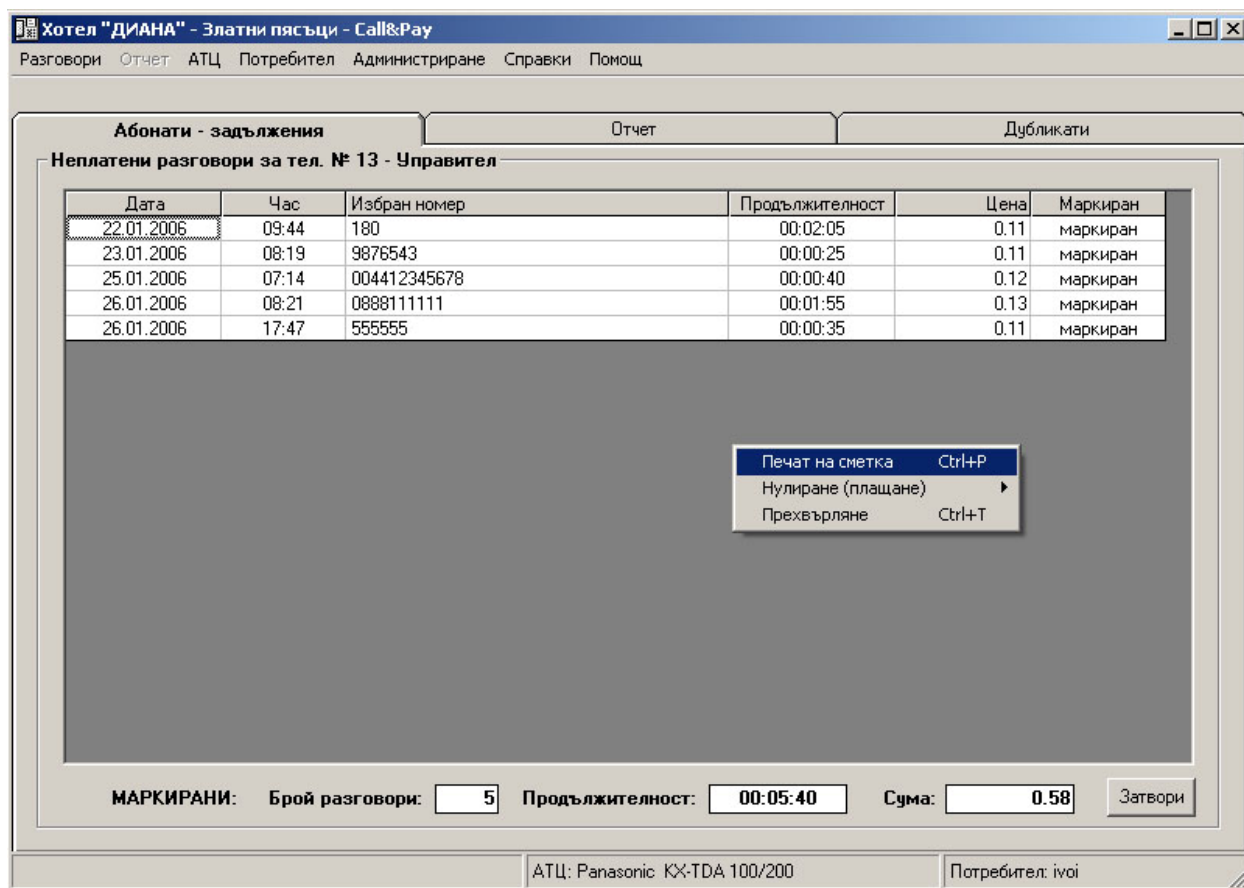 Хотел "ДИАНА" - Златни пясъци - Call&Pay
Разговори Отчет АТЦ Потребител Администриране Справки Помощ
Абонати - задължения Отчет Дубликати
Неплатени разговори за тел. № 13 - Управител
Дата Час Избран номер Продължителност Цена Маркиран
22.01.2006 09:44 180 00:02:05 0.11 маркиран
23.01.2006 08:19 9876543 00:00:25 0.11 маркиран
25.01.2006 07:14 004412345678 00:00:40 0.12 маркиран
26.01.2006 08:21 0888111111 00:01:55 0.13 маркиран
26.01.2006 17:47 555555 00:00:35 0.11 маркиран
Печат на сметка Ctrl+P
Нулиране (плащане)
Прехвърляне Ctrl+T
МАРКИРАНИ: Брой разговори: 5 Продължителност: 00:05:40 Сума: 0.58 Затвори
АТЦ: Panasonic KX-TDA 100/200 Потребител: ivoi